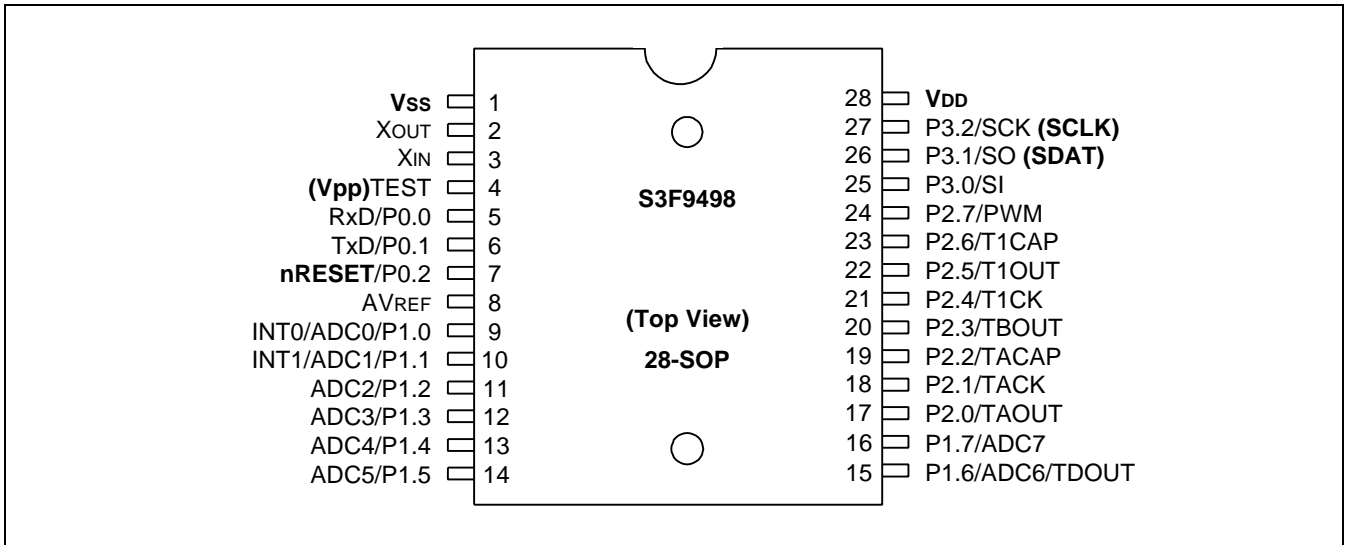 VSS 1
XOUT 2
XIN 3
(Vpp)TEST 4
RxD/P0.0 5
TxD/P0.1 6
nRESET/P0.2 7
AVREF 8
INT0/ADC0/P1.0 9
INT1/ADC1/P1.1 10
ADC2/P1.2 11
ADC3/P1.3 12
ADC4/P1.4 13
ADC5/P1.5 14
S3F9498
(Top View)
28-SOP
28 VDD
27 P3.2/SCK (SCLK)
26 P3.1/SO (SDAT)
25 P3.0/SI
24 P2.7/PWM
23 P2.6/T1CAP
22 P2.5/T1OUT
21 P2.4/T1CK
20 P2.3/TBOUT
19 P2.2/TACAP
18 P2.1/TACK
17 P2.0/TAOUT
16 P1.7/ADC7
15 P1.6/ADC6/TDOUT